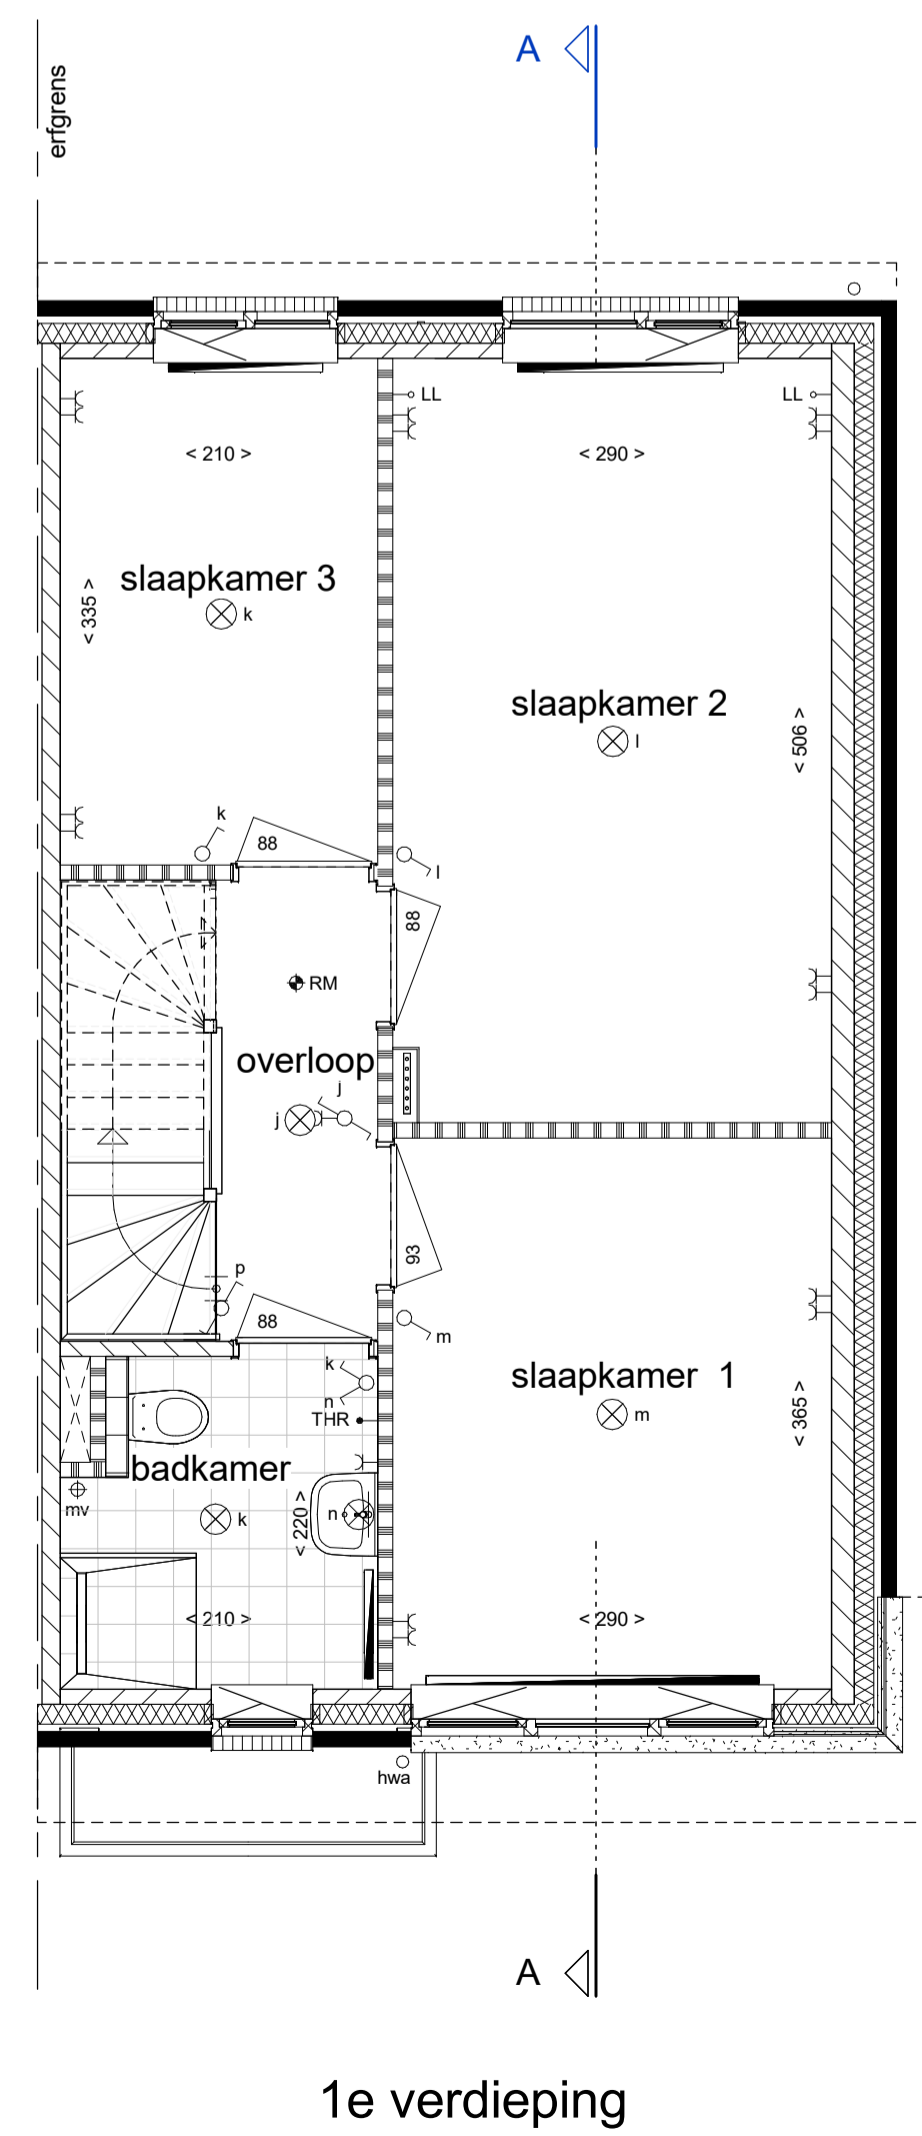 A
erfgrens
LL
LL
< 210 >
< 290 >
slaapkamer 3
k
< 335 >
slaapkamer 2
l
< 506 >
k
88
l
88
RM
overloop
j
j
p
93
88
m
k
n
THR
slaapkamer 1
m
< 365 >
badkamer
mv
k
< 220 >
n
< 210 >
< 290 >
hwa
A
1e verdieping